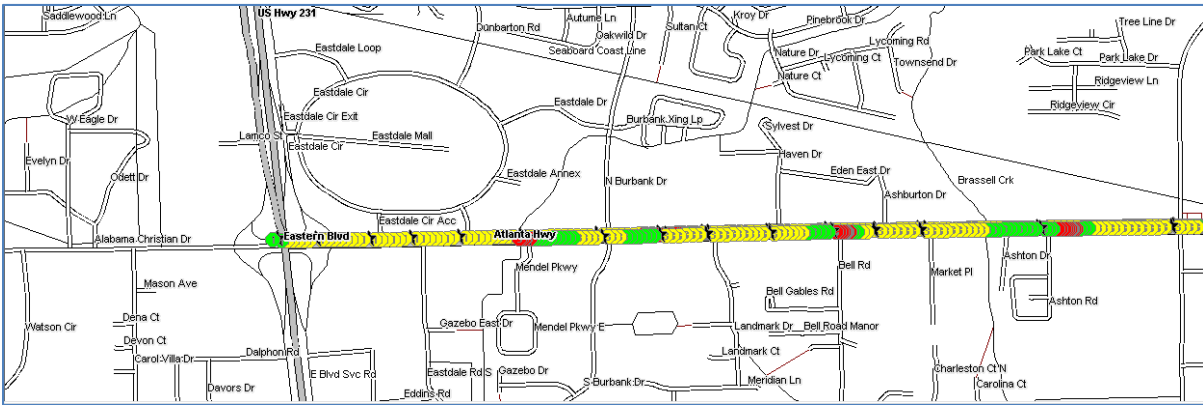 Saddlewood Ln
US Hwy 231
Autume Ln
Sultan Ct
Kroy Dr
Pinebrook Dr
Tree Line Dr
Dunbarton Rd
Oakwild Dr
Seaboard Coast Line
Lycoming Rd
Eastdale Loop
Nature Dr
Lycoming Ct
Townsend Dr
Park Lake Ct
Park Lake Dr
Nature Ct
Ridgeview Ln
Eastdale Cir
Eastdale Dr
Ridgeview Cir
W Eagle Dr
Eastdale Cir Exit
Burbank Xing Lp
Sylvest Dr
Lamco St
Eastdale Mall
Eastdale Cir
Evelyn Dr
Haven Dr
Odett Dr
Eastdale Annex
N Burbank Dr
Eden East Dr
Brassell Crk
Ashburton Dr
Eastdale Cir Acc
Alabama Christian Dr
Eastern Blvd
Atlanta Hwy
Mendel Pkwy
Bell Rd
Market Pl
Ashton Dr
Mason Ave
Bell Gables Rd
Ashton Rd
Watson Cir
Dena Ct
Gazebo East Dr
Mendel Pkwy E
Landmark Dr
Bell Road Manor
Devon Ct
Carol Villa Dr
Dalphon Rd
Landmark Ct
E Blvd Svc Rd
Eastdale Rd S
Gazebo Dr
Meridian Ln
Charleston Ct N
Davors Dr
Eddins Rd
S Burbank Dr
Carolina Ct